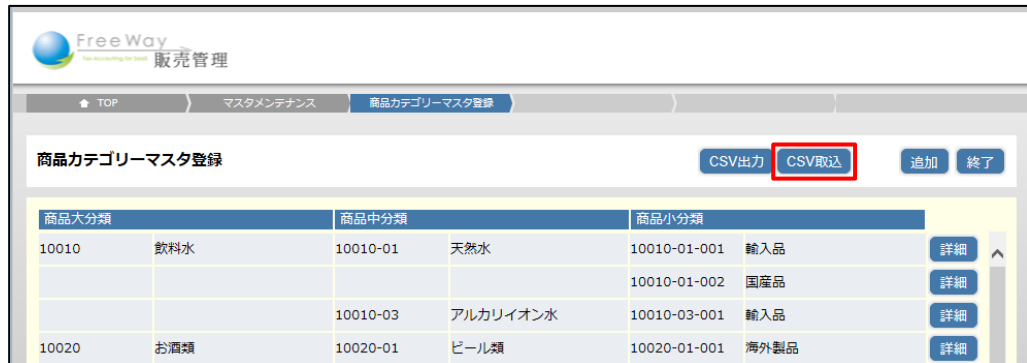 FreeWay
販売管理
TOP マスタメンテナンス 商品カテゴリーマスタ登録
商品カテゴリーマスタ登録 CSV出力 CSV取込 追加 終了
商品大分類 商品中分類 商品小分類
10010 飲料水 10010-01 天然水 10010-01-001 輸入品 詳細
10010-01-002 国産品 詳細
10010-03 アルカリイオン水 10010-03-001 輸入品 詳細
10020 お酒類 10020-01 ビール類 10020-01-001 海外製品 詳細